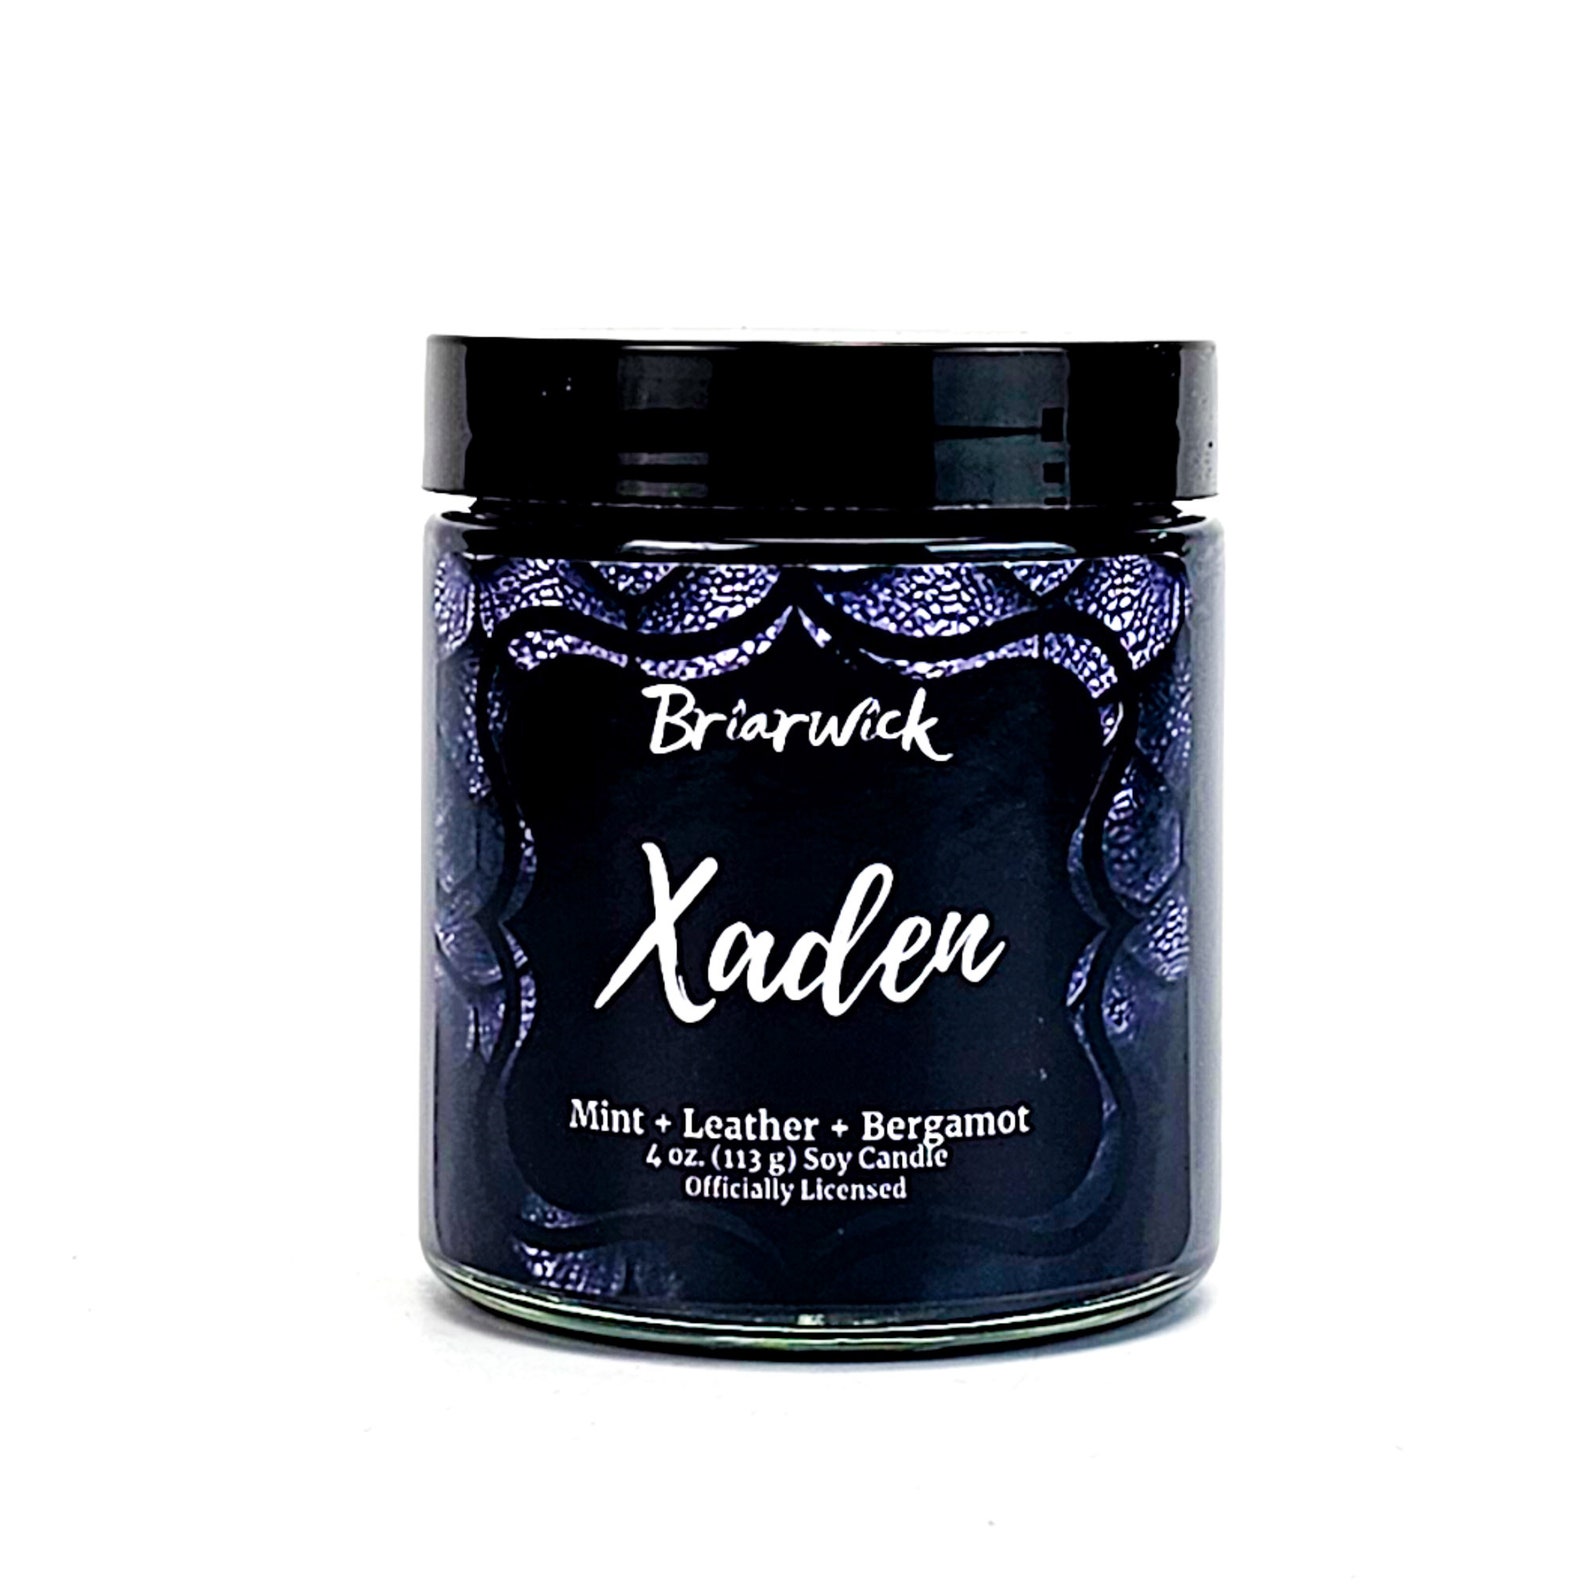 Briarwick
Xaden
Mint + Leather + Bergamot
4 oz. (113 g) Soy Candle
Officially Licensed